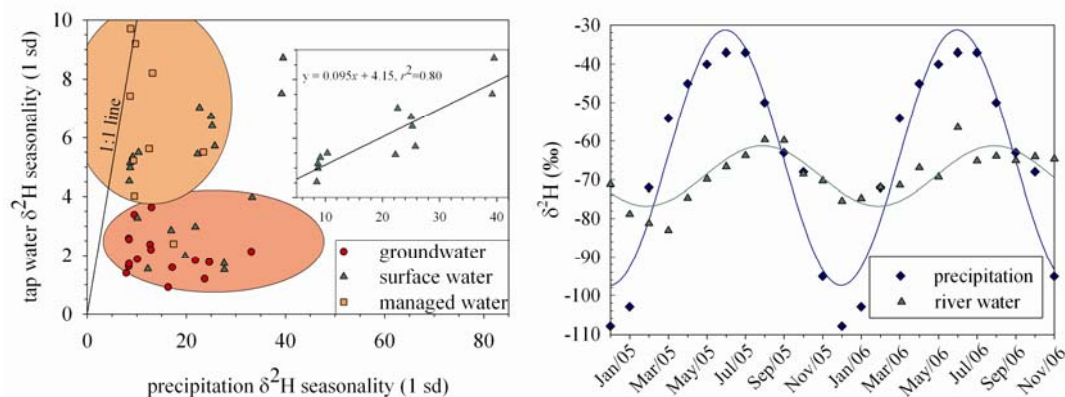 tap water δ²H seasonality (1 sd)
10
8
6
4
2
0
1:1 line
y = 0.095x + 4.15, r²=0.80
10 20 30 40
groundwater
surface water
managed water
0 20 40 60 80
precipitation δ²H seasonality (1 sd)
δ²H (‰)
-30
-40
-50
-60
-70
-80
-90
-100
-110
precipitation
river water
Jan/05
Mar/05
May/05
Jul/05
Sep/05
Nov/05
Jan/06
Mar/06
May/06
Jul/06
Sep/06
Nov/06